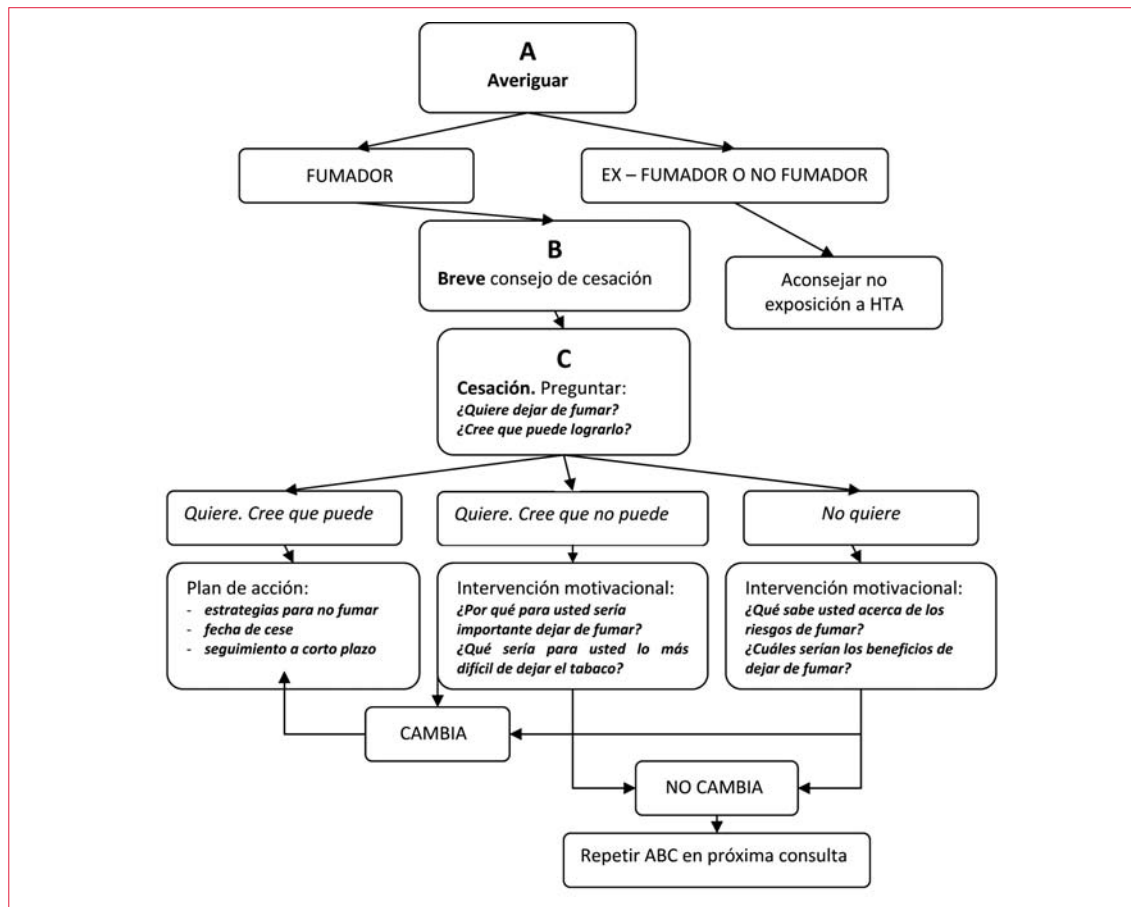 A
Averiguar
FUMADOR
EX – FUMADOR O NO FUMADOR
B
Breve consejo de cesación
Aconsejar no
exposición a HTA
C
Cesación. Preguntar:
¿Quiere dejar de fumar?
¿Cree que puede lograrlo?
Quiere. Cree que puede
Quiere. Cree que no puede
No quiere
Plan de acción:
- estrategias para no fumar
- fecha de cese
- seguimiento a corto plazo
Intervención motivacional:
¿Por qué para usted sería
importante dejar de fumar?
¿Qué sería para usted lo más
difícil de dejar el tabaco?
Intervención motivacional:
¿Qué sabe usted acerca de los
riesgos de fumar?
¿Cuáles serían los beneficios de
dejar de fumar?
CAMBIA
NO CAMBIA
Repetir ABC en próxima consulta